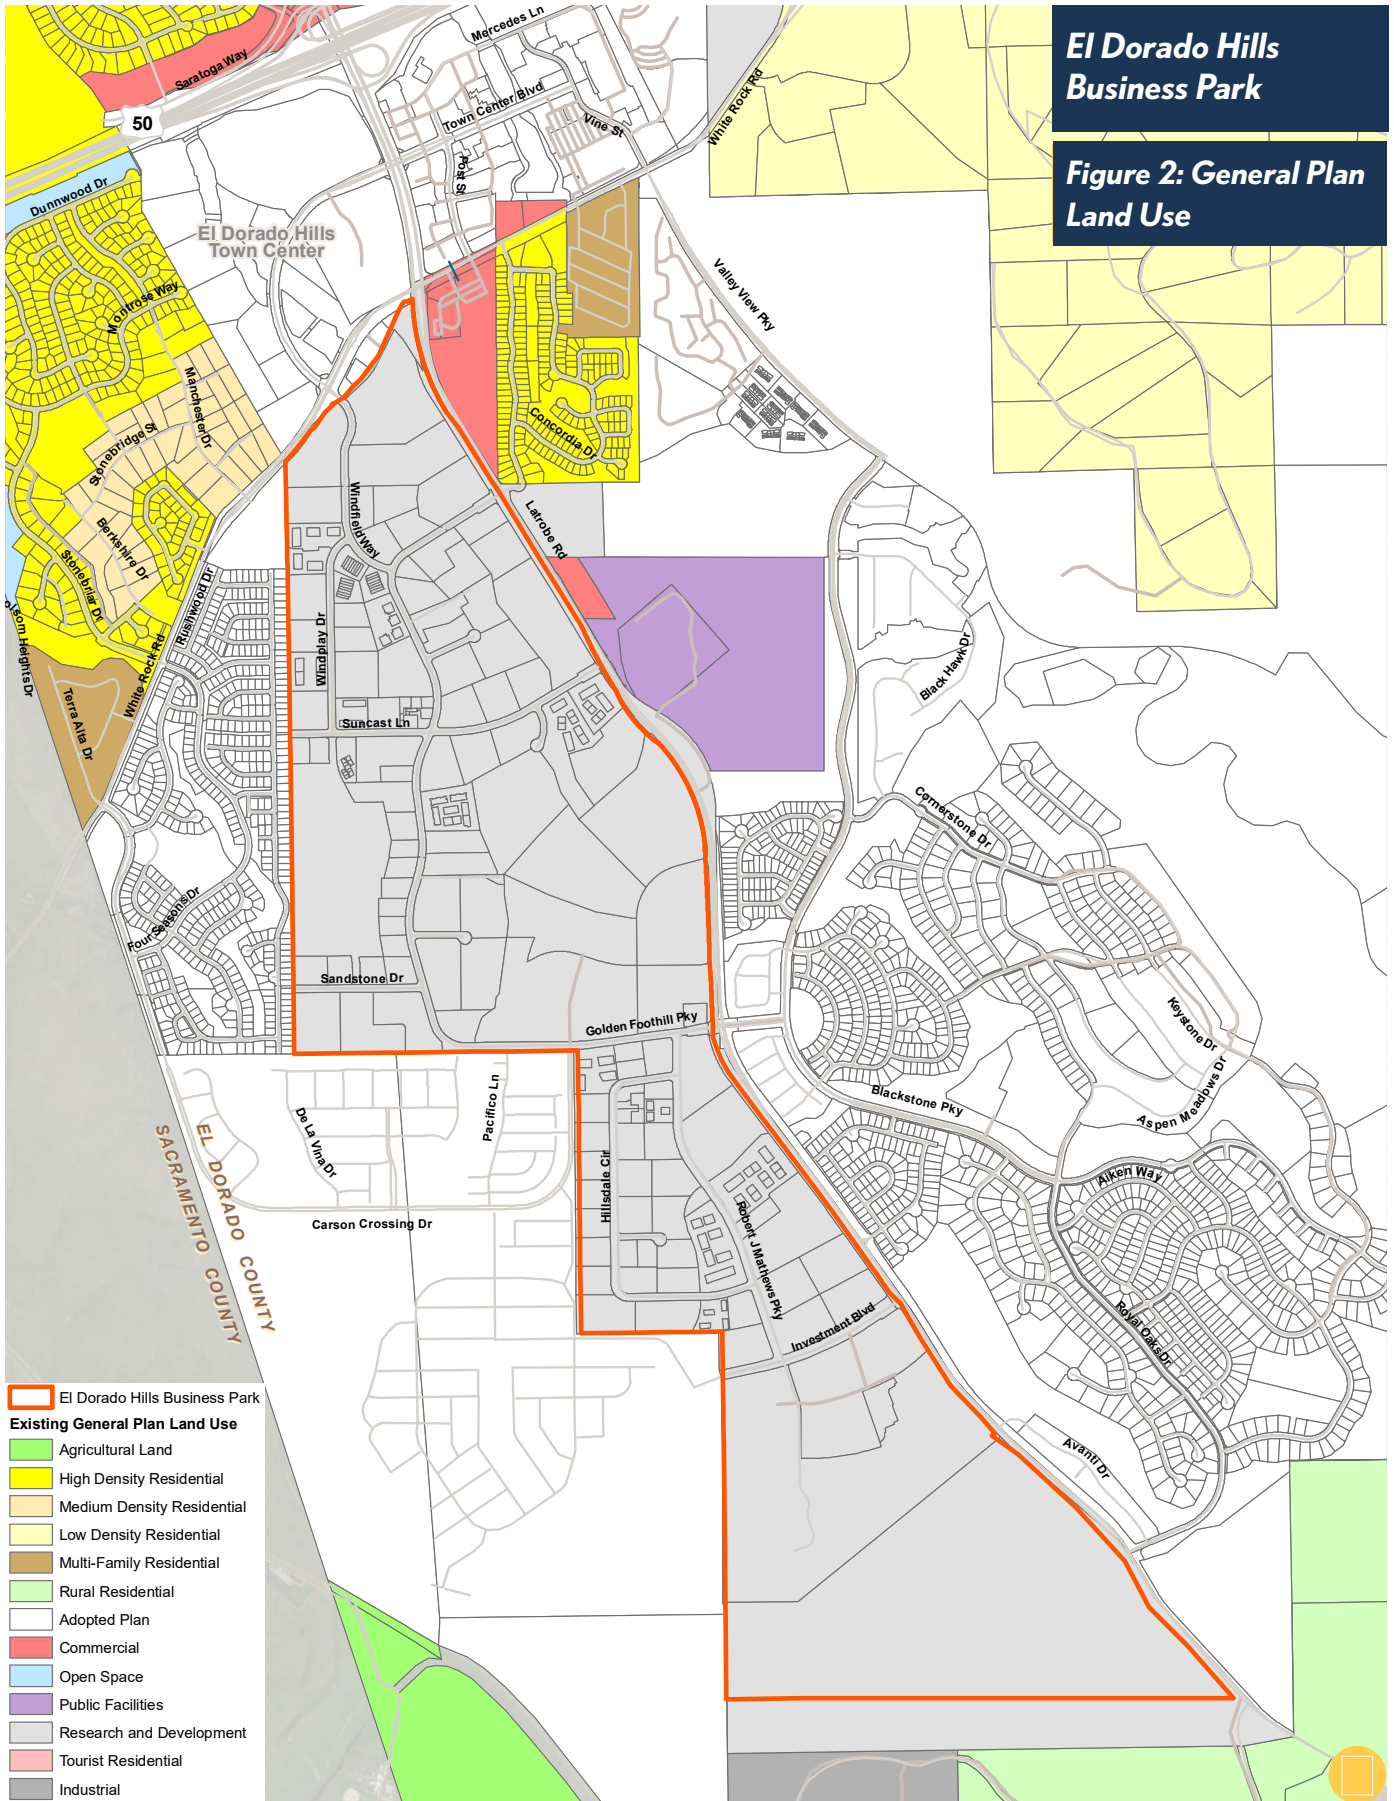 El Dorado Hills
Business Park
Figure 2: General Plan
Land Use
Mercedes Ln
Saratoga Way
50
Town Center Blvd
Vine St
White Rock Rd
Post St
Dunnwood Dr
El Dorado Hills
Town Center
Montrose Way
Valley View Pky
Manchester Dr
Stonebridge St
Concordia Dr
Windfield Way
Latrobe Rd
Berkshire Dr
Stonebriar Dr
Rushwood Dr
Windplay Dr
lsom Heights Dr
White Rock Rd
Terra Alta Dr
Black Hawk Dr
Suncast Ln
Cornerstone Dr
Four Seasons Dr
Sandstone Dr
Golden Foothill Pky
Keystone Dr
Blackstone Pky
Aspen Meadows Dr
Pacifico Ln
De La Vina Dr
Aiken Way
Hillsdale Cir
Carson Crossing Dr
Robert J Mathews Pky
EL DORADO COUNTY
SACRAMENTO COUNTY
Investment Blvd
Royal Oaks Dr
Avanti Dr
El Dorado Hills Business Park
Existing General Plan Land Use
Agricultural Land
High Density Residential
Medium Density Residential
Low Density Residential
Multi-Family Residential
Rural Residential
Adopted Plan
Commercial
Open Space
Public Facilities
Research and Development
Tourist Residential
Industrial